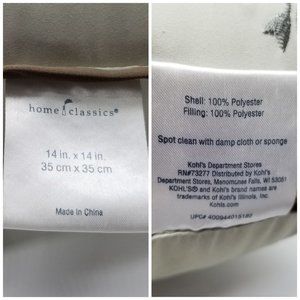 home classics®
14 in. x 14 in.
35 cm x 35 cm
Made in China
Shell: 100% Polyester
Filling: 100% Polyester
Spot clean with damp cloth or sponge
Kohl's Department Stores
RN#73277 Distributed by Kohl's
Department Stores, Menomonee Falls, WI 53051
KOHL'S® and Kohl's brand names are
trademarks of Kohl's Illinois, Inc.
Kohls.com
UPC# 400944015182